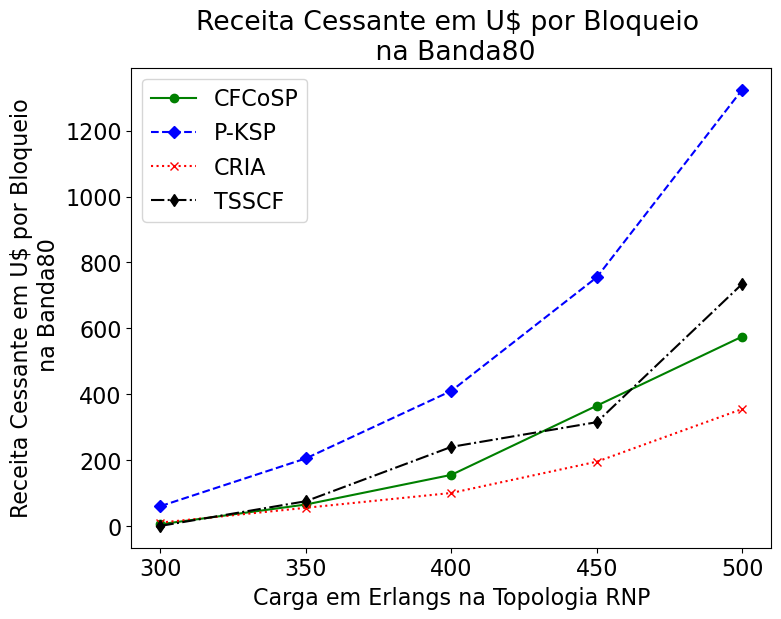 Receita Cessante em U$ por Bloqueio
na Banda80
Receita Cessante em U$ por Bloqueio
na Banda80
CFCoSP
P-KSP
CRIA
TSSCF
1200
1000
800
600
400
200
0
300
350
400
450
500
Carga em Erlangs na Topologia RNP